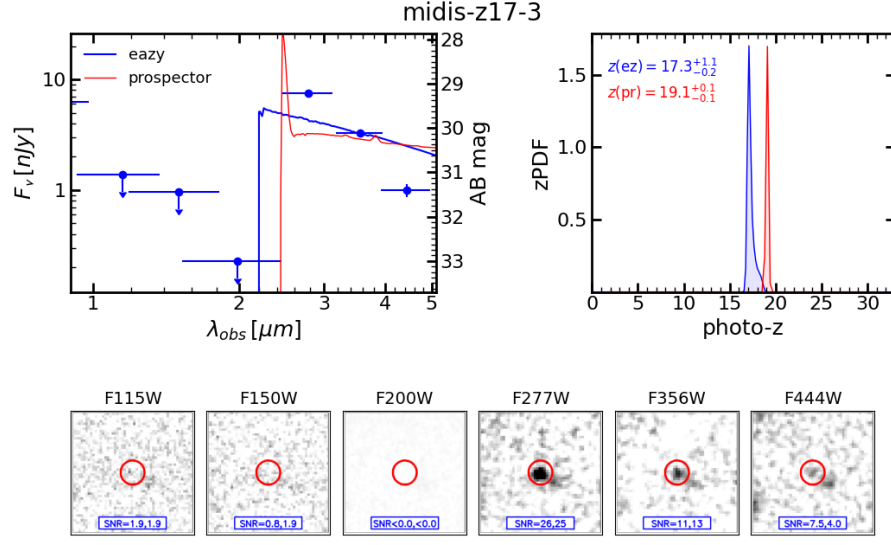 midis-z17-3
eazy
prospector
10
1
F_ν [nJy]
28
29
30
31
32
33
AB mag
1
2
3
4
5
λ_obs [μm]
z(ez) = 17.3^{+1.1}_{-0.2}
z(pr) = 19.1^{+0.1}_{-0.1}
1.5
1.0
0.5
zPDF
0
5
10
15
20
25
30
photo-z
F115W
F150W
F200W
F277W
F356W
F444W
SNR=1.9,1.9
SNR=0.8,1.9
SNR<0.0,<0.0
SNR=26,25
SNR=11,13
SNR=7.5,4.0